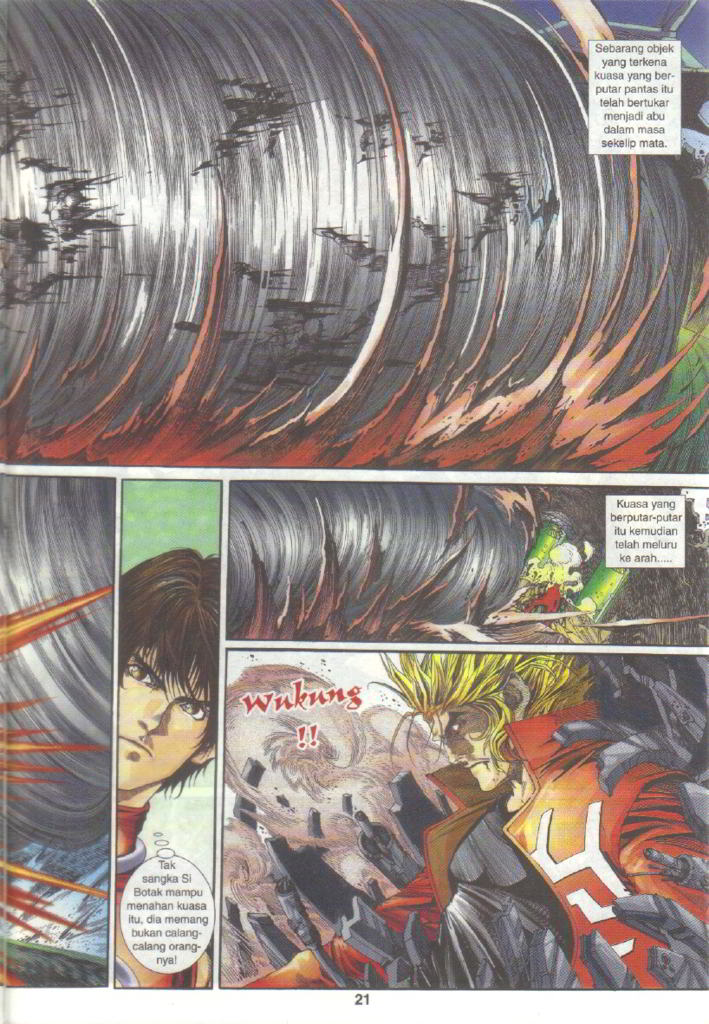 Sebarang objek
yang terkena
kuasa yang ber-
putar pantas itu
telah bertukar
menjadi abu
dalam masa
sekelip mata.
Kuasa yang
berputar-putar
itu kemudian
telah meluru
ke arah.....
Tak
sangka Si
Botak mampu
menahan kuasa
itu, dia memang
bukan calang-
calang orang-
nya!
Wukung
!!
21